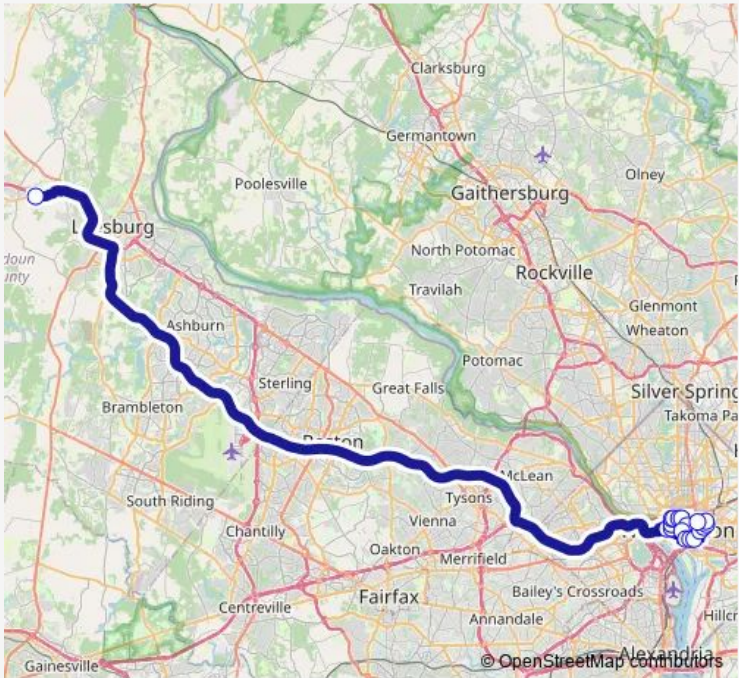 Clarksburg
Germantown
Olney
Poolesville
Gaithersburg
North Potomac
Rockville
Travilah
Glenmont
Wheaton
Ashburn
Potomac
Sterling
Great Falls
Silver Spring
Brambleton
Takoma Pa
McLean
Tysons
South Riding
Vienna
Chantilly
Oakton
Merrifield
Bailey's Crossroads
Centreville
Fairfax
Annandale
Hillcr
Alexandria
Gainesville
© OpenStreetMap contributors